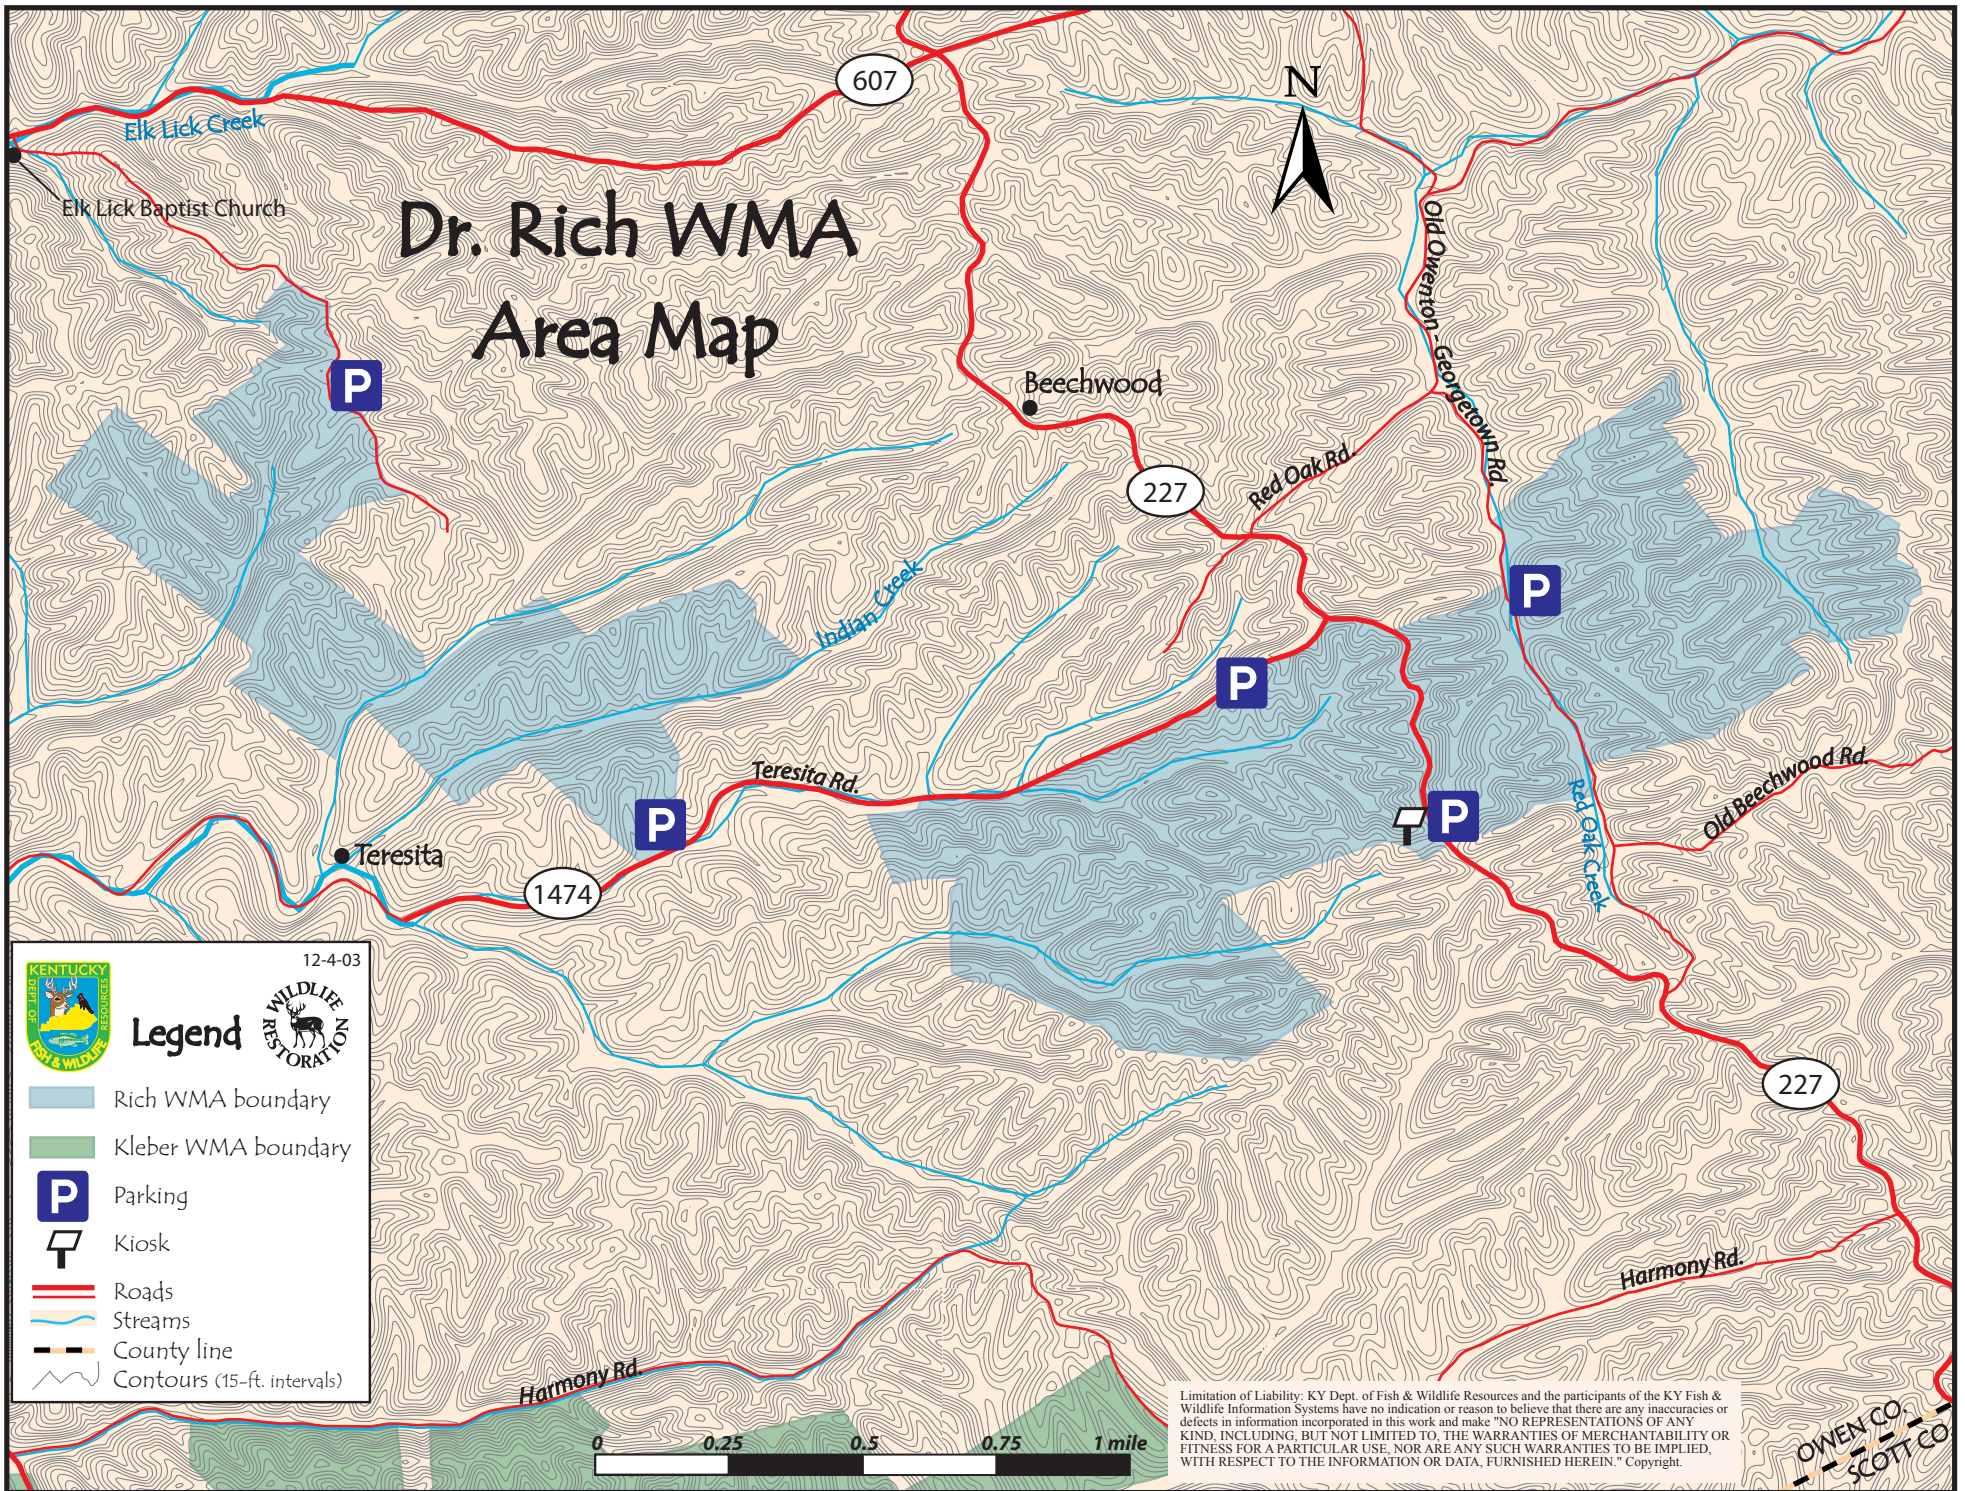 607
N
Elk Lick Creek
Elk Lick Baptist Church
Dr. Rich WMA
Area Map
Old Owenton - Georgetown Rd.
P
Beechwood
227
Red Oak Rd.
Indian Creek
P
P
Teresita Rd.
P
P
Old Beechwood Rd.
Red Oak Creek
Teresita
1474
12-4-03
KENTUCKY
DEPT. OF
RESOURCES
FISH & WILDLIFE
Legend
WILDLIFE
RESTORATION
Rich WMA boundary
Kleber WMA boundary
P
Parking
Kiosk
Roads
Streams
County line
Contours (15-ft. intervals)
227
Harmony Rd.
Harmony Rd.
0 0.25 0.5 0.75 1 mile
Limitation of Liability: KY Dept. of Fish & Wildlife Resources and the participants of the KY Fish &
Wildlife Information Systems have no indication or reason to believe that there are any inaccuracies or
defects in information incorporated in this work and make "NO REPRESENTATIONS OF ANY
KIND, INCLUDING, BUT NOT LIMITED TO, THE WARRANTIES OF MERCHANTABILITY OR
FITNESS FOR A PARTICULAR USE, NOR ARE ANY SUCH WARRANTIES TO BE IMPLIED,
WITH RESPECT TO THE INFORMATION OR DATA, FURNISHED HEREIN." Copyright.
OWEN CO.
SCOTT CO